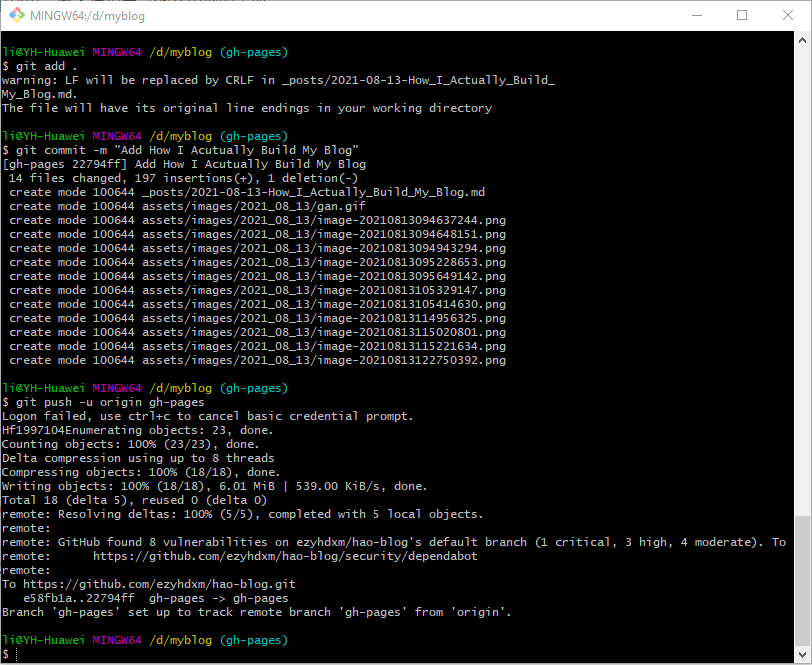 MINGW64:/d/myblog
li@YH-Huawei MINGW64 /d/myblog (gh-pages)
$ git add .
warning: LF will be replaced by CRLF in _posts/2021-08-13-How_I_Actually_Build_
My_Blog.md.
The file will have its original line endings in your working directory
li@YH-Huawei MINGW64 /d/myblog (gh-pages)
$ git commit -m "Add How I Acutually Build My Blog"
[gh-pages 22794ff] Add How I Acutually Build My Blog
14 files changed, 197 insertions(+), 1 deletion(-)
create mode 100644 _posts/2021-08-13-How_I_Actually_Build_My_Blog.md
create mode 100644 assets/images/2021_08_13/gan.gif
create mode 100644 assets/images/2021_08_13/image-20210813094637244.png
create mode 100644 assets/images/2021_08_13/image-20210813094648151.png
create mode 100644 assets/images/2021_08_13/image-20210813094943294.png
create mode 100644 assets/images/2021_08_13/image-20210813095228653.png
create mode 100644 assets/images/2021_08_13/image-20210813095649142.png
create mode 100644 assets/images/2021_08_13/image-20210813105329147.png
create mode 100644 assets/images/2021_08_13/image-20210813105414630.png
create mode 100644 assets/images/2021_08_13/image-20210813114956325.png
create mode 100644 assets/images/2021_08_13/image-20210813115020801.png
create mode 100644 assets/images/2021_08_13/image-20210813115221634.png
create mode 100644 assets/images/2021_08_13/image-20210813122750392.png
li@YH-Huawei MINGW64 /d/myblog (gh-pages)
$ git push -u origin gh-pages
Logon failed, use ctrl+c to cancel basic credential prompt.
Hf1997104Enumerating objects: 23, done.
Counting objects: 100% (23/23), done.
Delta compression using up to 8 threads
Compressing objects: 100% (18/18), done.
Writing objects: 100% (18/18), 6.01 MiB | 539.00 KiB/s, done.
Total 18 (delta 5), reused 0 (delta 0)
remote: Resolving deltas: 100% (5/5), completed with 5 local objects.
remote:
remote: GitHub found 8 vulnerabilities on ezyhdxm/hao-blog's default branch (1 critical, 3 high, 4 moderate). To
remote:      https://github.com/ezyhdxm/hao-blog/security/dependabot
remote:
To https://github.com/ezyhdxm/hao-blog.git
e58fb1a..22794ff  gh-pages -> gh-pages
Branch 'gh-pages' set up to track remote branch 'gh-pages' from 'origin'.
li@YH-Huawei MINGW64 /d/myblog (gh-pages)
$